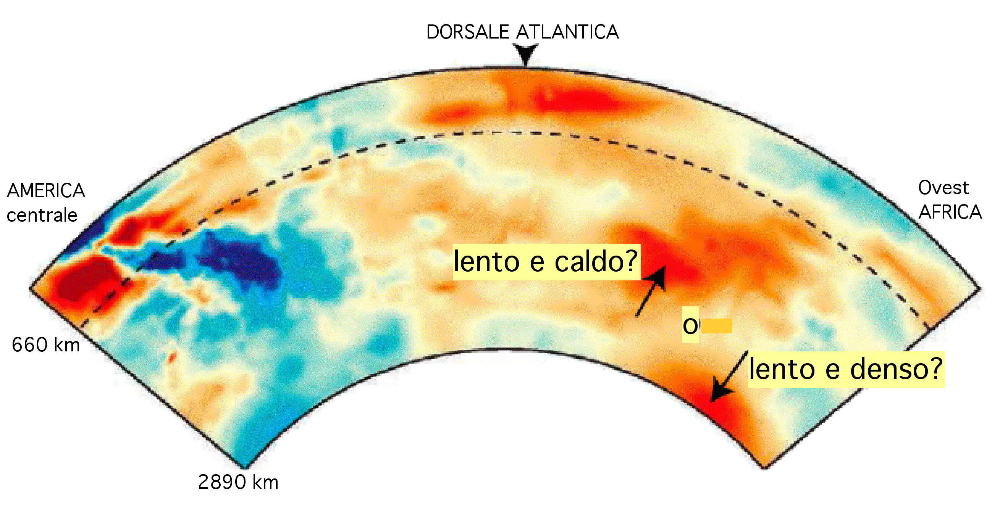 DORSALE ATLANTICA
AMERICA
centrale
Ovest
AFRICA
lento e caldo?
o
660 km
lento e denso?
2890 km